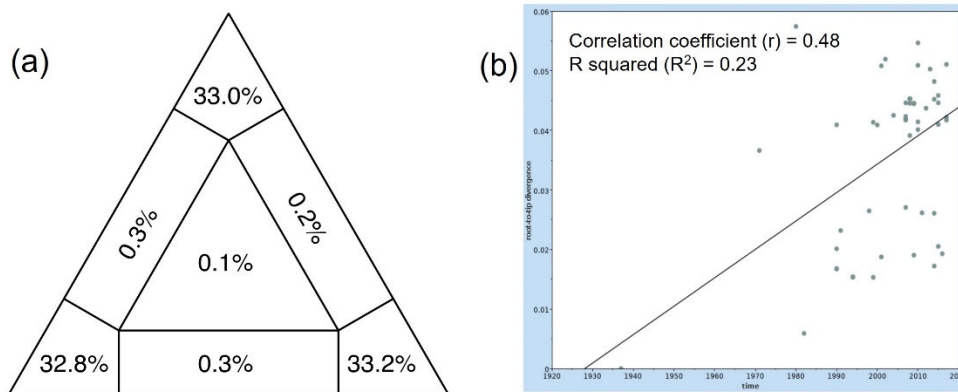 (a)
33.0%
0.3%
0.2%
0.1%
32.8%
0.3%
33.2%
(b)
Correlation coefficient (r) = 0.48
R squared (R²) = 0.23
root-to-tip divergence
0.06
0.05
0.04
0.03
0.02
0.01
0
1920 1930 1940 1950 1960 1970 1980 1990 2000 2010
time